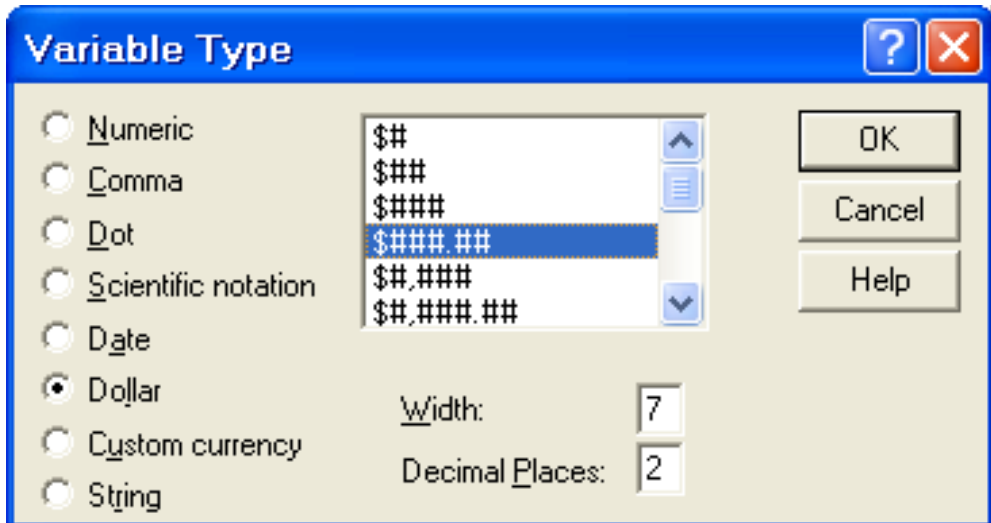 Variable Type
Numeric
Comma
Dot
Scientific notation
Date
Dollar
Custom currency
String
$#
$##
$###
$###.##
$#,###
$#,###.##
Width: 7
Decimal Places: 2
OK
Cancel
Help